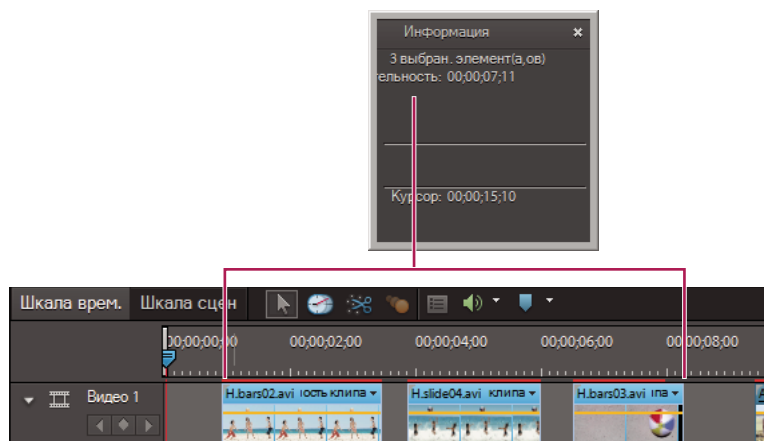 Информация
3 выбран. элемент(а,ов)
ельность: 00;00;07;11
Курсор: 00;00;15;10
Шкала врем. Шкала сцен
00;00;00;00 00;00;02;00 00;00;04;00 00;00;06;00 00;00;08;00
Видео 1 H.bars02.avi ность клипа H.slide04.avi клипа H.bars03.avi ипа